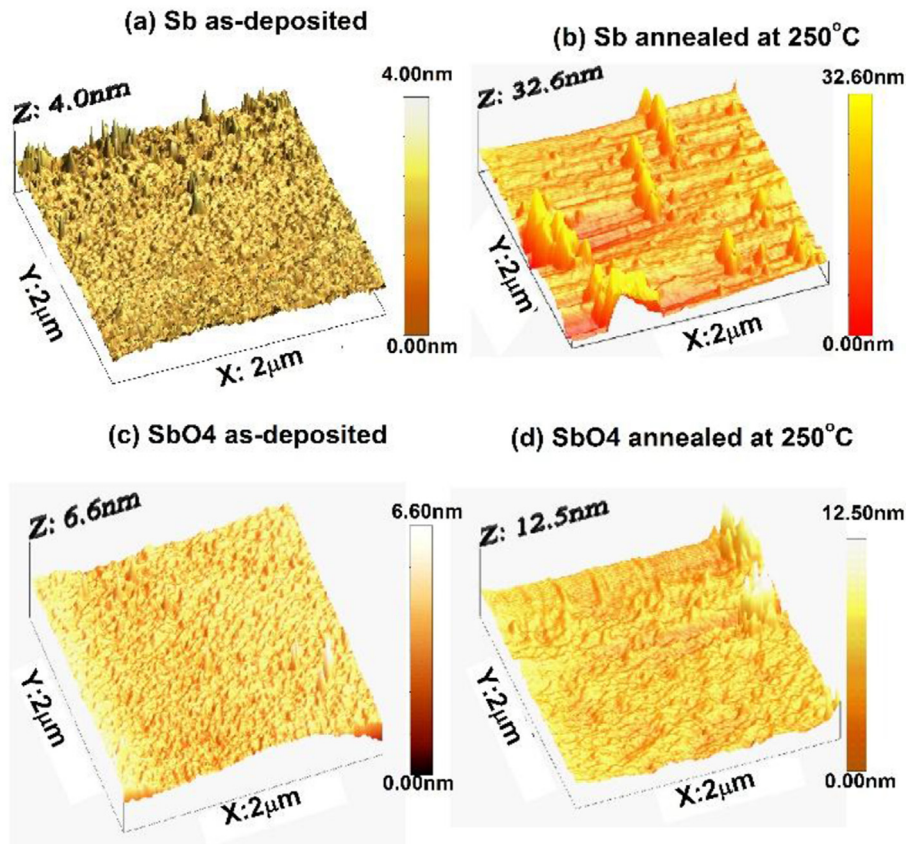 (a) Sb as-deposited
(b) Sb annealed at 250°C
Z: 4.0nm
4.00nm
0.00nm
Y:2μm
X: 2μm
Z: 32.6nm
32.60nm
0.00nm
Y:2μm
X:2μm
(c) SbO4 as-deposited
(d) SbO4 annealed at 250°C
Z: 6.6nm
6.60nm
0.00nm
Y:2μm
X:2μm
Z: 12.5nm
12.50nm
0.00nm
Y:2μm
X:2μm